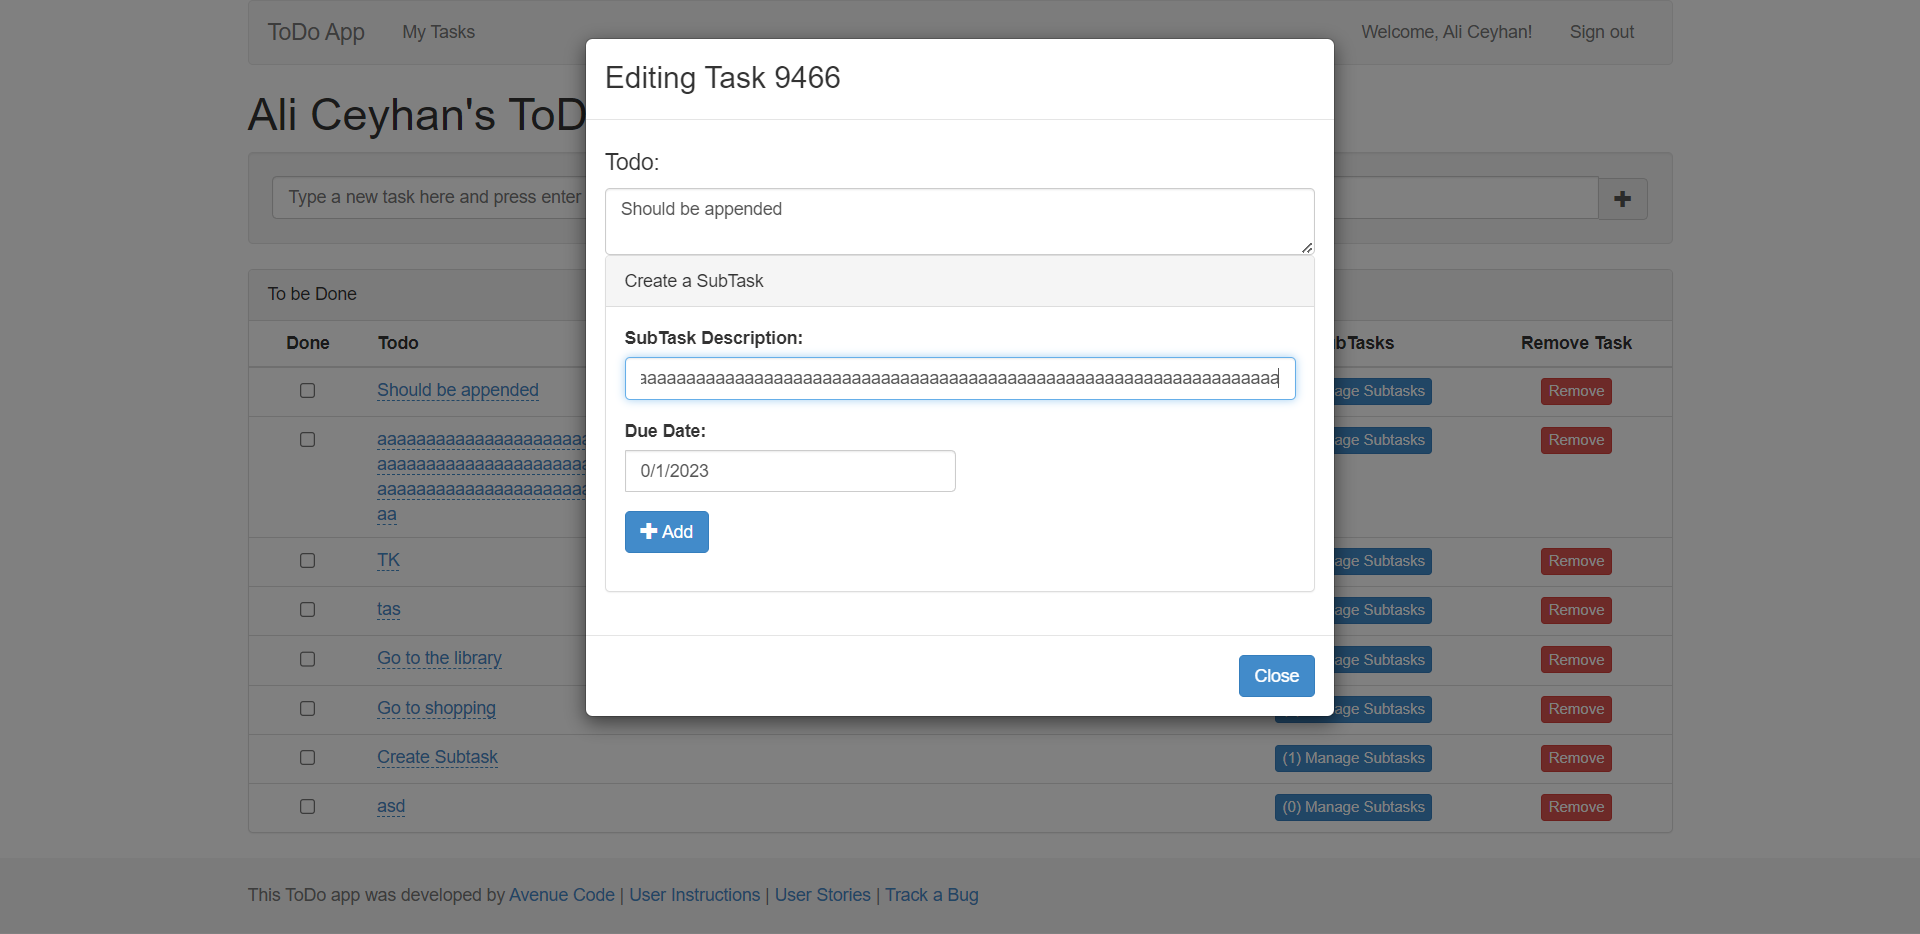 ToDo App My Tasks Welcome, Ali Ceyhan! Sign out
Ali Ceyhan's ToD
Type a new task here and press enter
To be Done
Done Todo bTasks Remove Task
Should be appended age Subtasks Remove
age Subtasks Remove
aa
TK age Subtasks Remove
tas age Subtasks Remove
Go to the library age Subtasks Remove
Go to shopping age Subtasks Remove
Create Subtask (1) Manage Subtasks Remove
asd (0) Manage Subtasks Remove
Editing Task 9466
Todo:
Should be appended
Create a SubTask
SubTask Description:
Due Date:
0/1/2023
Add
Close
This ToDo app was developed by Avenue Code | User Instructions | User Stories | Track a Bug